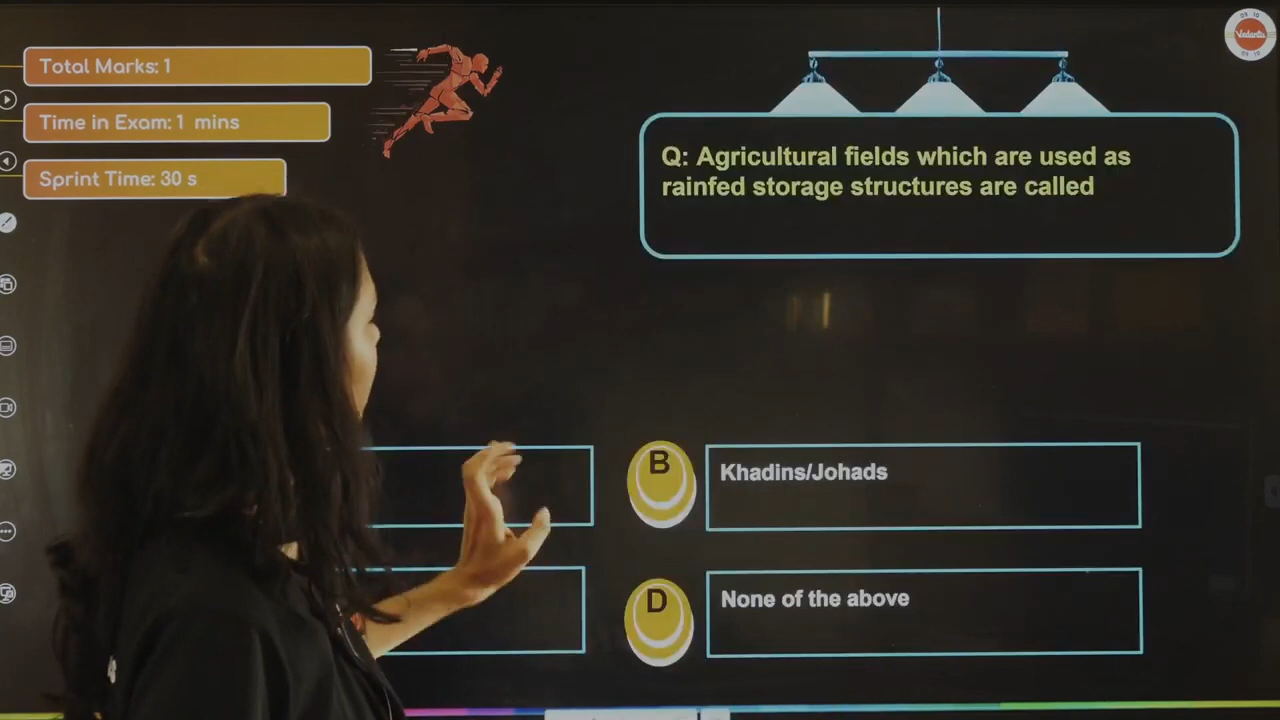 Total Marks: 1
Time in Exam: 1 mins
Sprint Time: 30 s
Vedantu
Q: Agricultural fields which are used as
rainfed storage structures are called
B
Khadins/Johads
D
None of the above